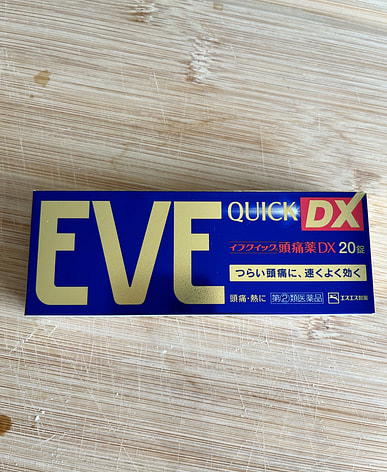 EVE
QUICK DX
イブクイック頭痛薬DX 20錠
つらい頭痛に、速くよく効く
頭痛・熱に 指定第②類医薬品 エスエス製薬